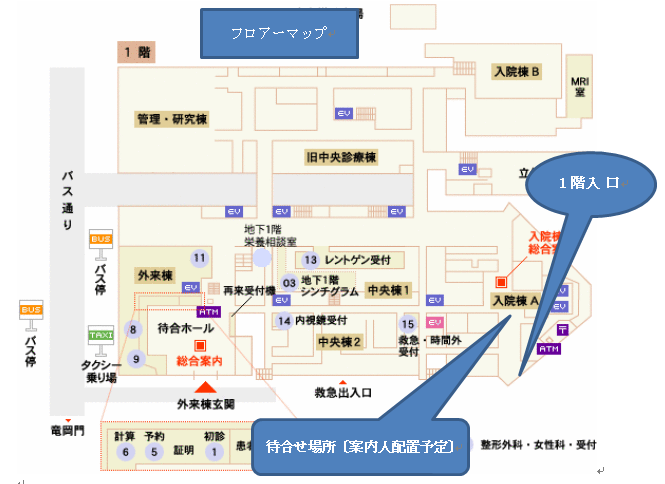 フロアーマップ
1 階
入院棟B
MRI
室
管理・研究棟
EV
旧中央診療棟
EV
バス通り
1階入 口
EV
EV
EV
地下1階
栄養相談室
入院棟
総合案
BUS
バス停
外来棟
11
13 レントゲン受付
03 地下1階
シンチグラム
中央棟1
入院棟A
EV
再来受付機
EV
EV
EV
EV
BUS
バス停
ATM
TAXI
タクシー
乗り場
8
9
待合ホール
総合案内
14 内視鏡受付
中央棟2
15
救急・時間外
受付
EV
〒
ATM
外来棟玄関
救急出入口
竜岡門
計算
6
予約
5
証明
初診
1
患者
待合せ場所〔案内人配置予定〕
整形外科・女性科・受付